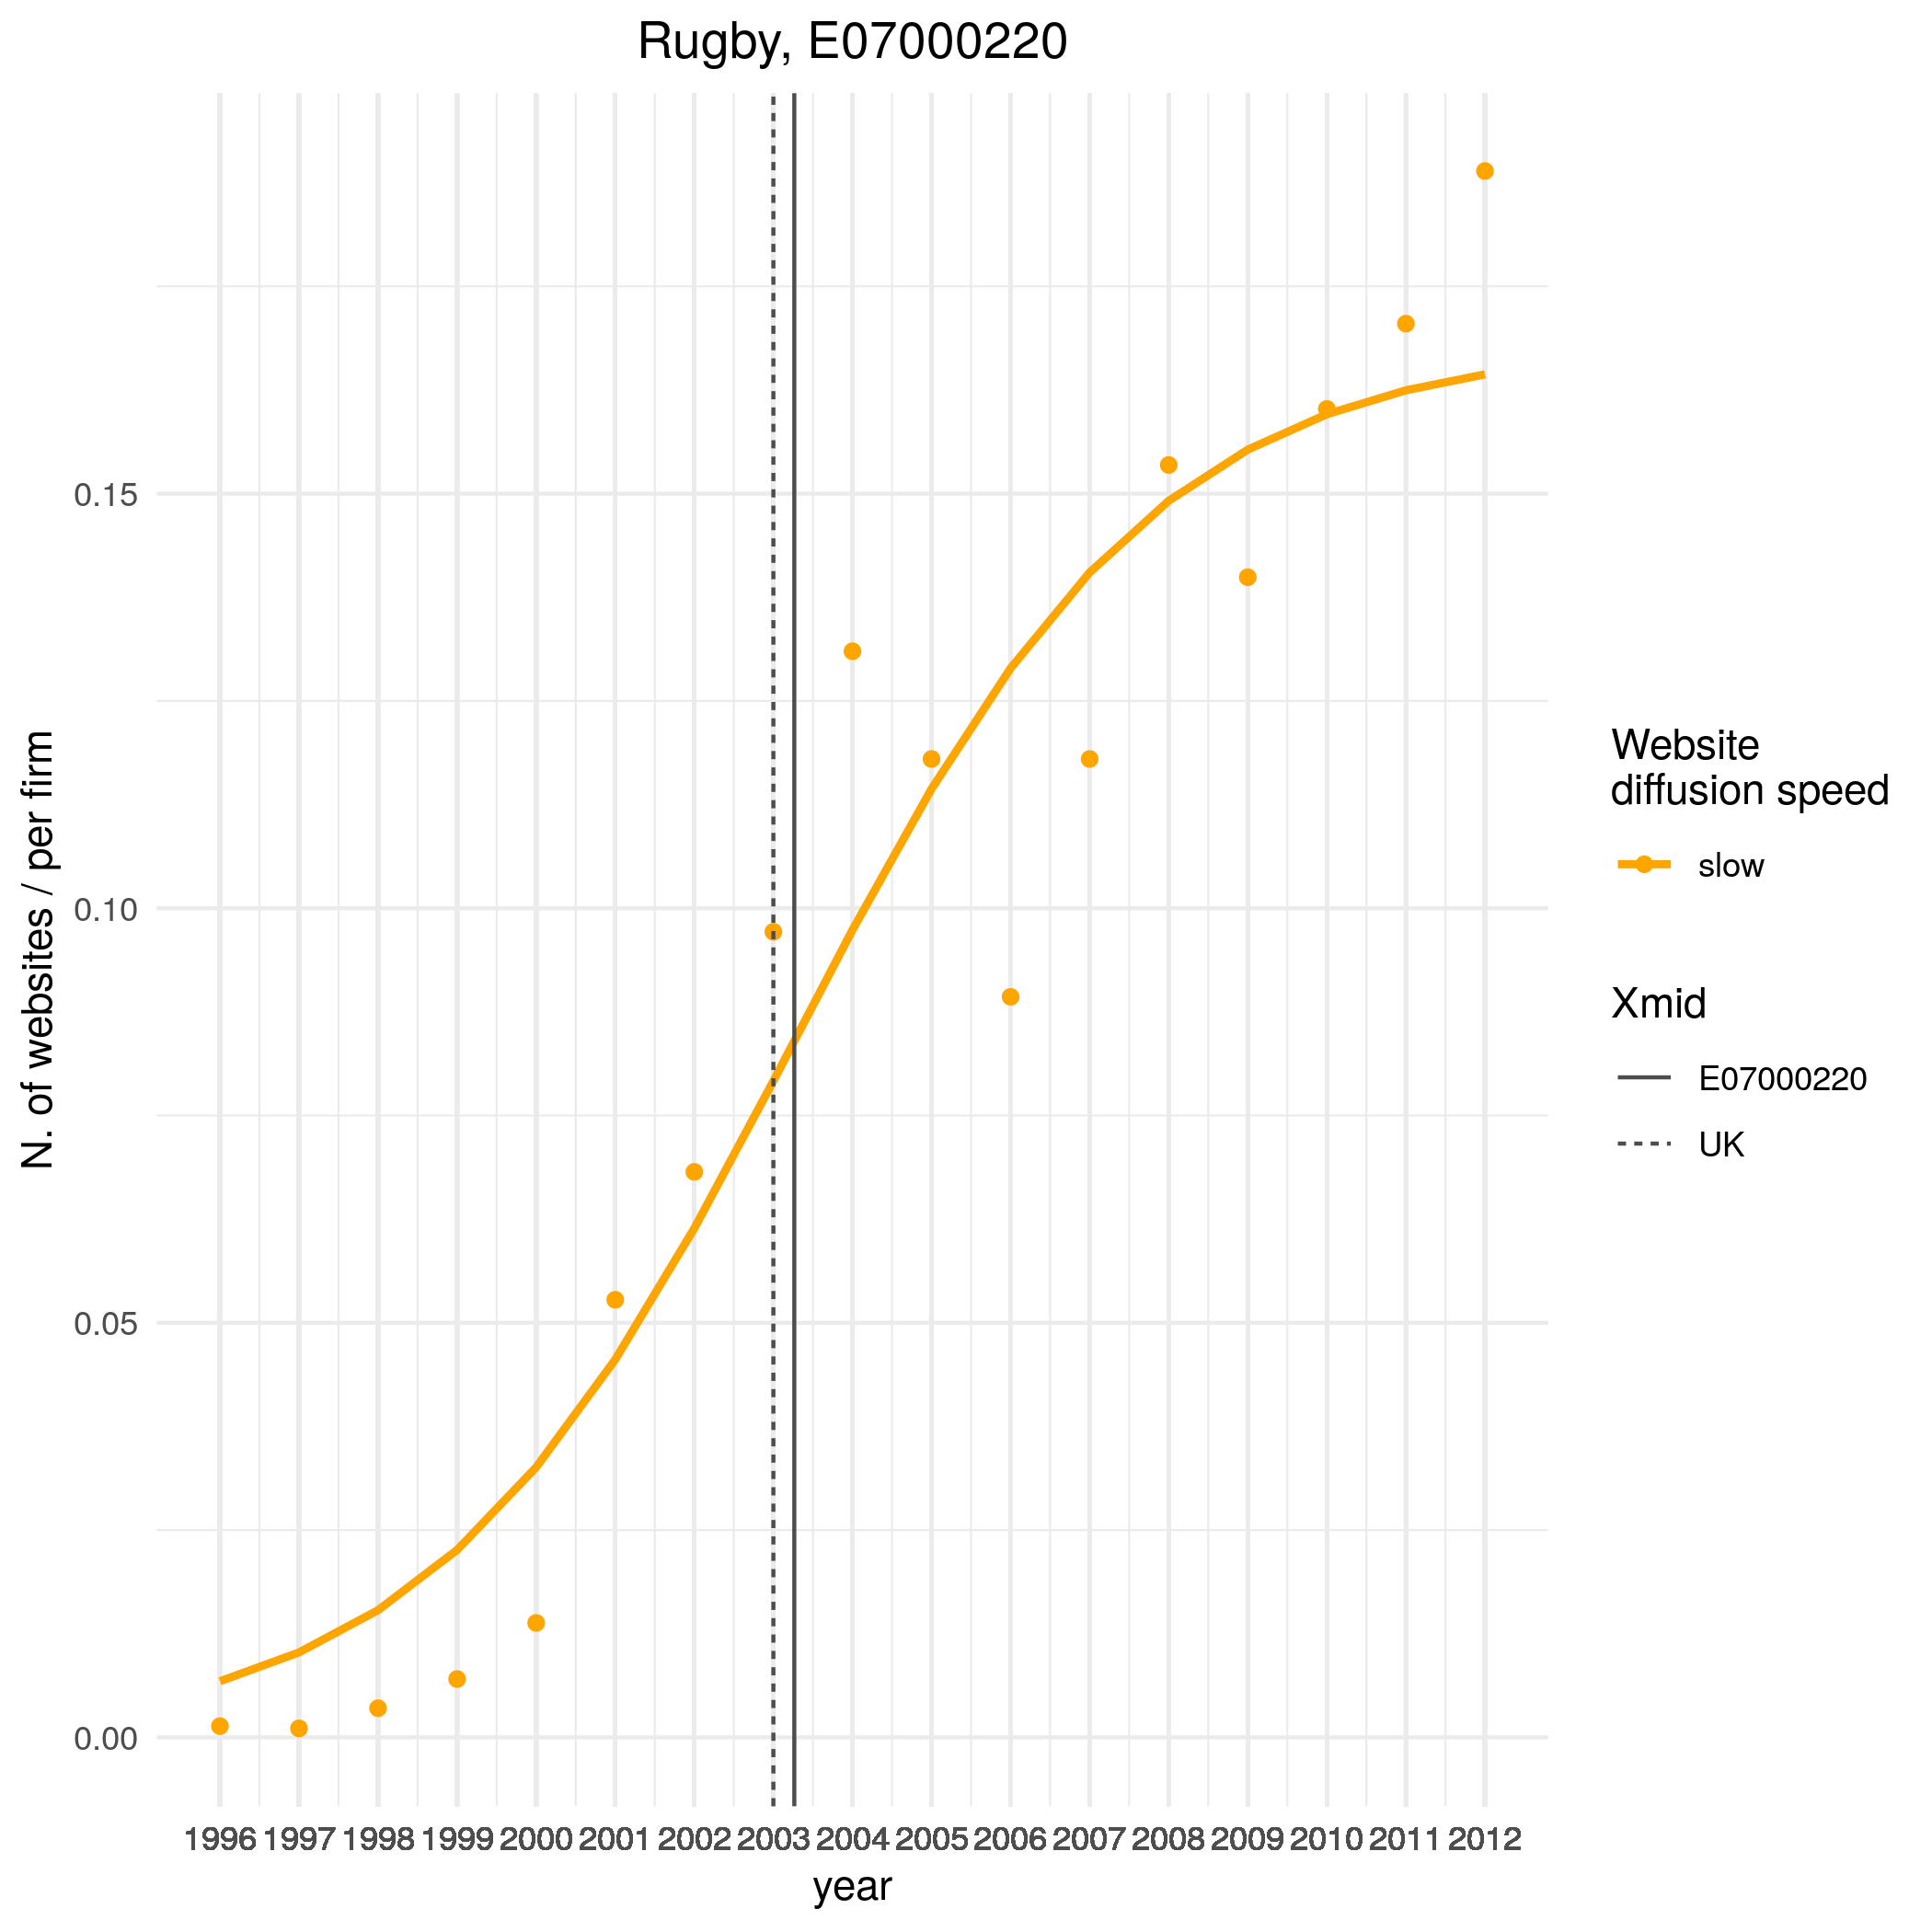 Rugby, E07000220
N. of websites / per firm
0.15
0.10
0.05
0.00
1996 1997 1998 1999 2000 2001 2002 2003 2004 2005 2006 2007 2008 2009 2010 2011 2012
year
Website
diffusion speed
slow
Xmid
E07000220
UK